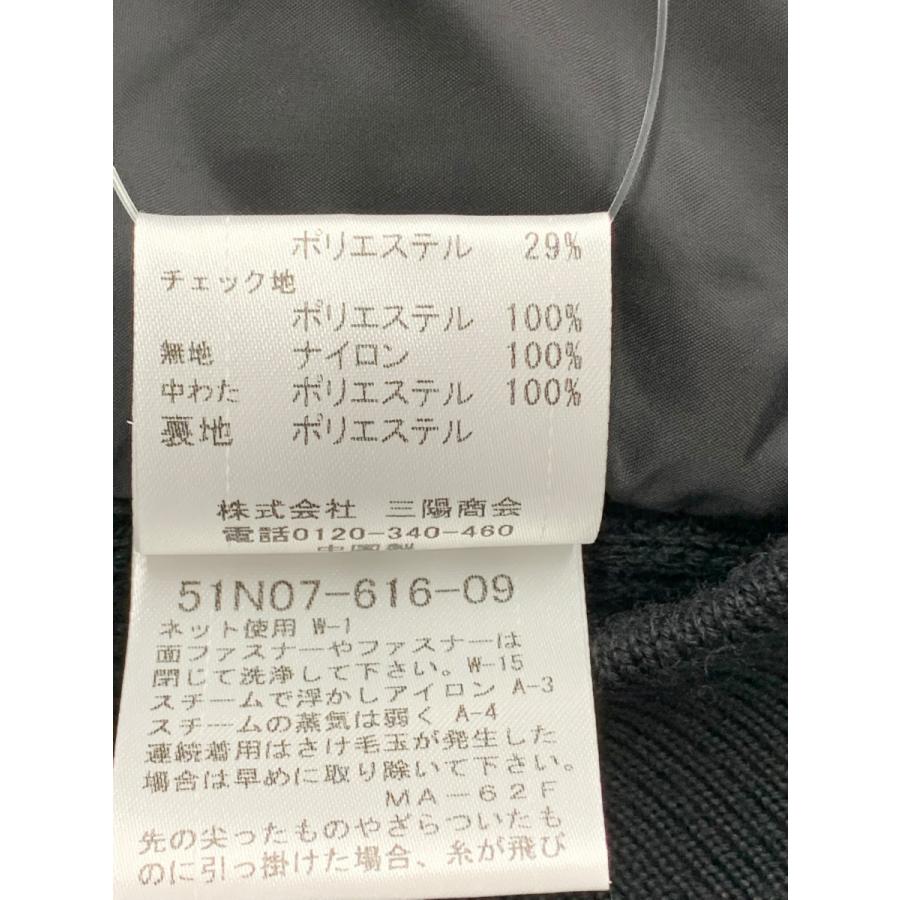 ポリエステル 29%
チェック地
ポリエステル 100%
無地 ナイロン 100%
中わた ポリエステル 100%
裏地 ポリエステル
株式会社 三陽商会
電話0120-340-460
中国製
51N07-616-09
ネット使用 W-1
面ファスナーやファスナーは
閉じて洗浄して下さい。W-15
スチームで浮かしアイロン A-3
スチームの蒸気は弱く A-4
連続着用はさけ毛玉が発生した
場合は早めに取り除いて下さい。
MA-62F
先の尖ったものやざらついたも
のに引っ掛けた場合、糸が飛び